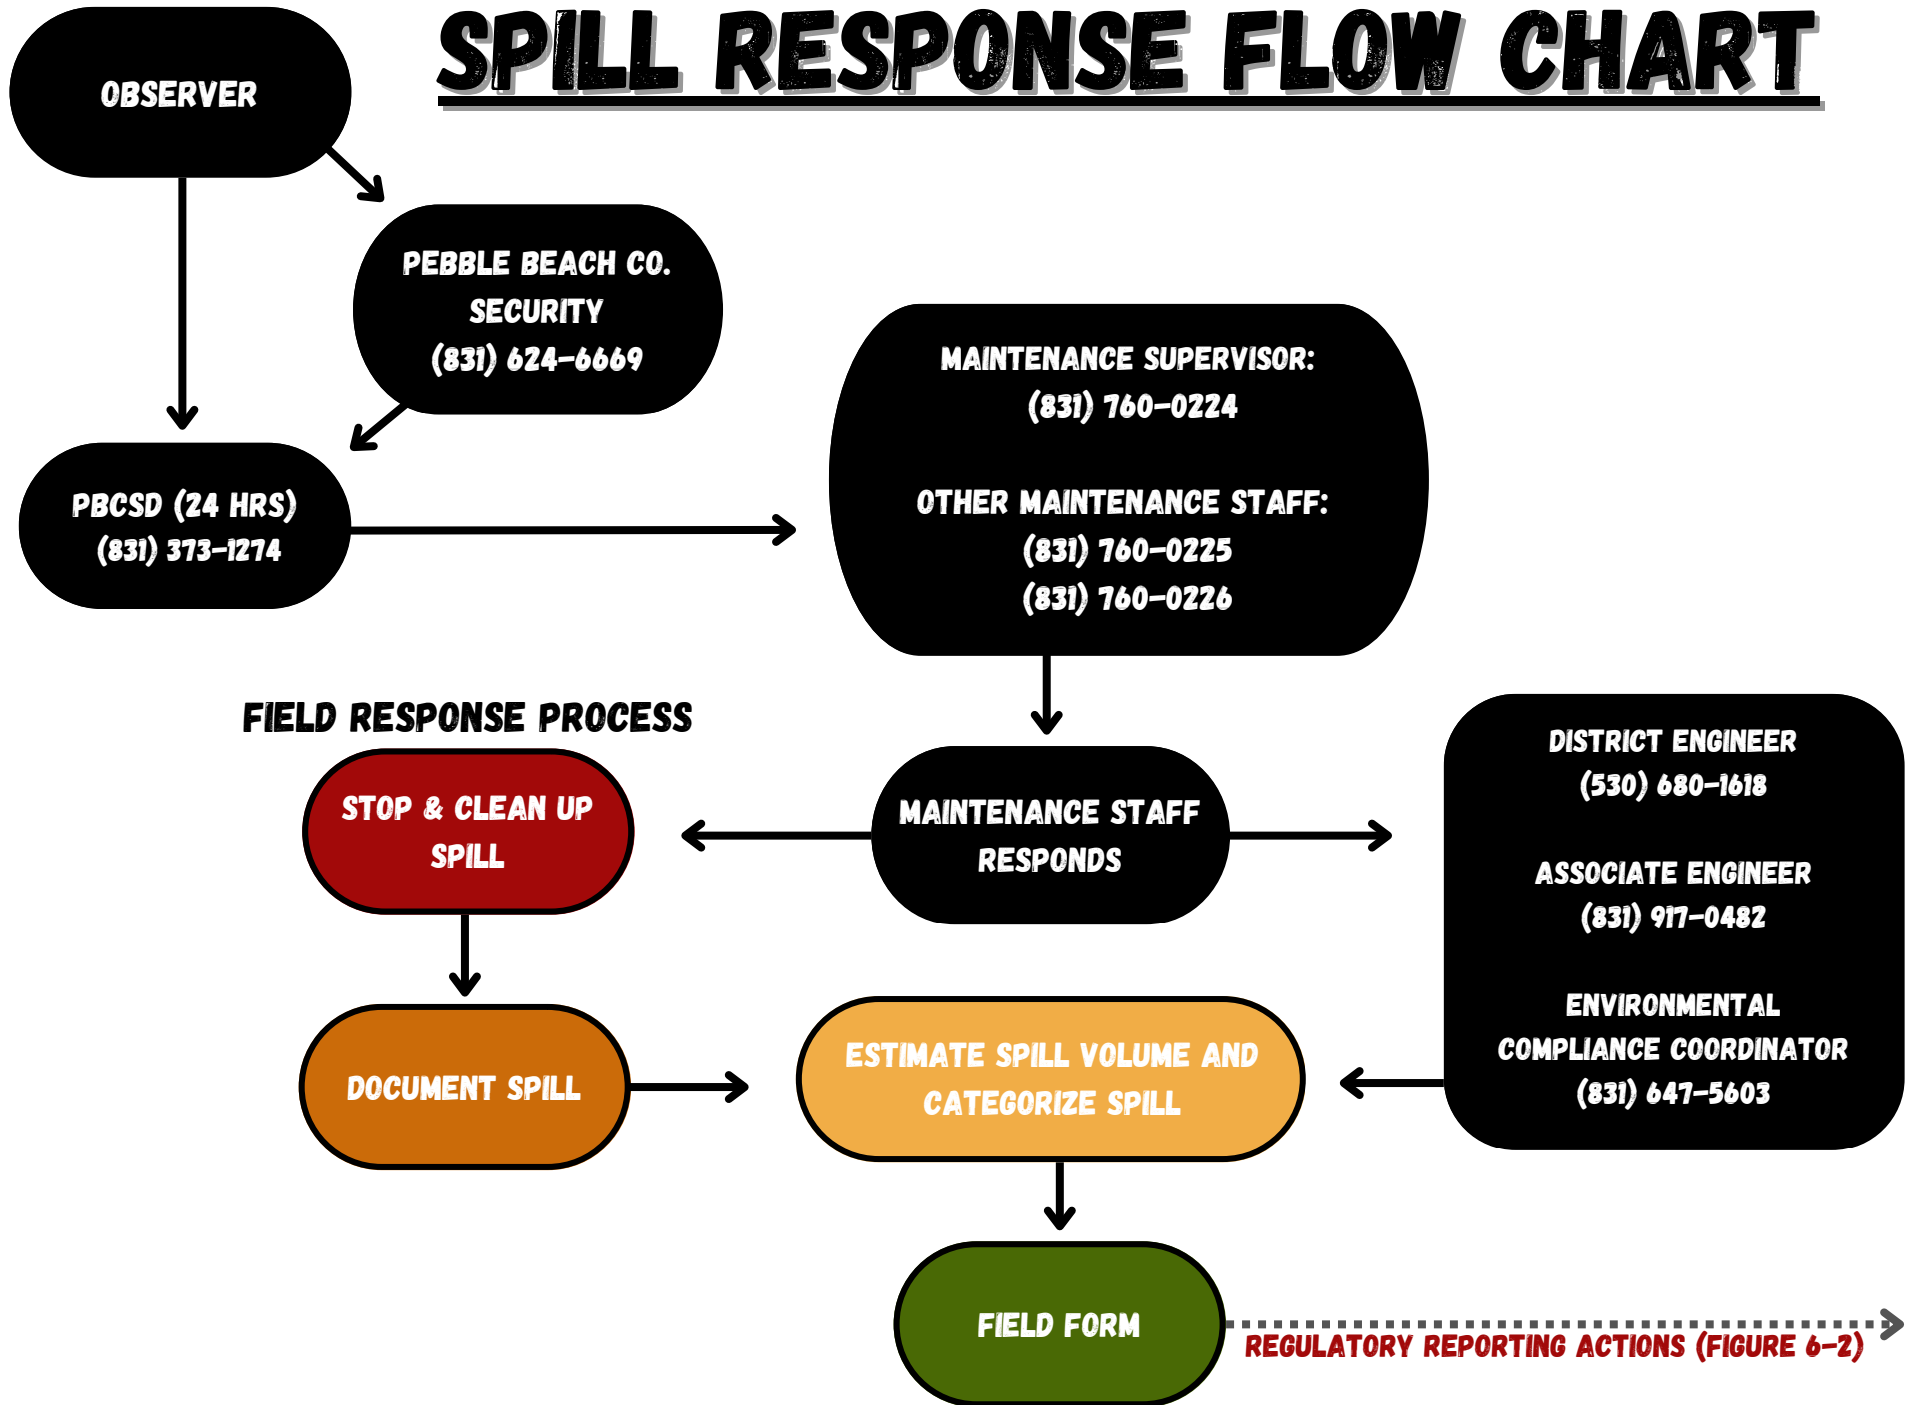 SPILL RESPONSE FLOW CHART
OBSERVER
PEBBLE BEACH CO.
SECURITY
(831) 624-6669
PBCSD (24 HRS)
(831) 373-1274
MAINTENANCE SUPERVISOR:
(831) 760-0224
OTHER MAINTENANCE STAFF:
(831) 760-0225
(831) 760-0226
FIELD RESPONSE PROCESS
STOP & CLEAN UP
SPILL
MAINTENANCE STAFF
RESPONDS
DISTRICT ENGINEER
(530) 680-1618
ASSOCIATE ENGINEER
(831) 917-0482
ENVIRONMENTAL
COMPLIANCE COORDINATOR
(831) 647-5603
DOCUMENT SPILL
ESTIMATE SPILL VOLUME AND
CATEGORIZE SPILL
FIELD FORM
REGULATORY REPORTING ACTIONS (FIGURE 6-2)